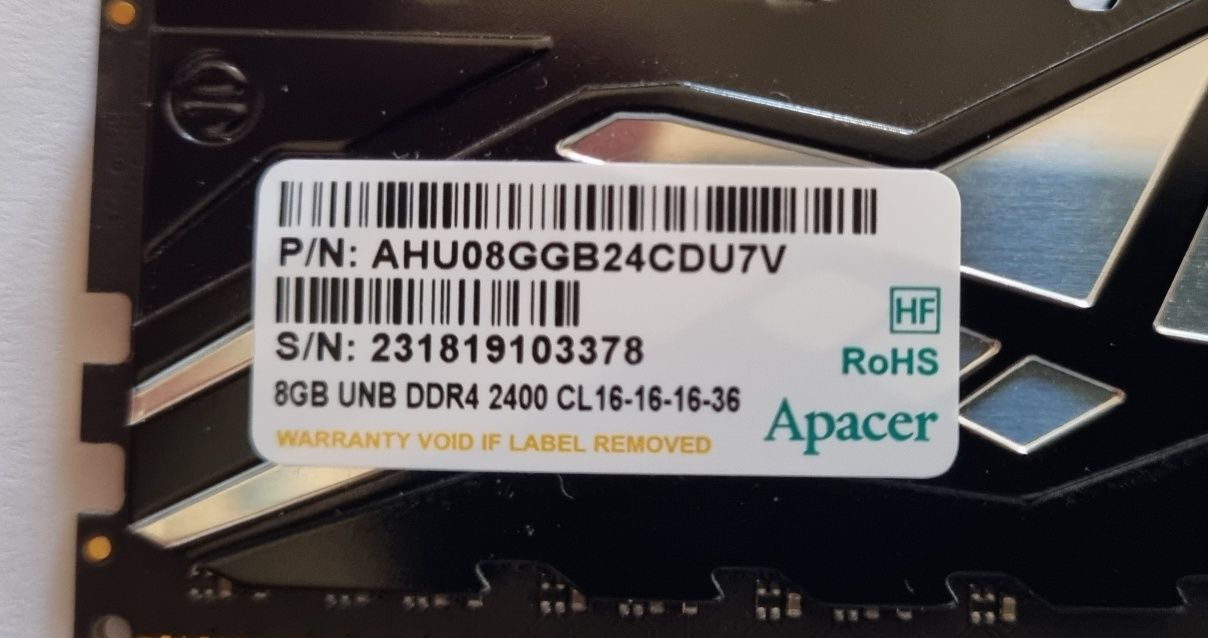 P/N: AHU08GGB24CDU7V
S/N: 231819103378
8GB UNB DDR4 2400 CL16-16-16-36
WARRANTY VOID IF LABEL REMOVED
HF
RoHS
Apacer